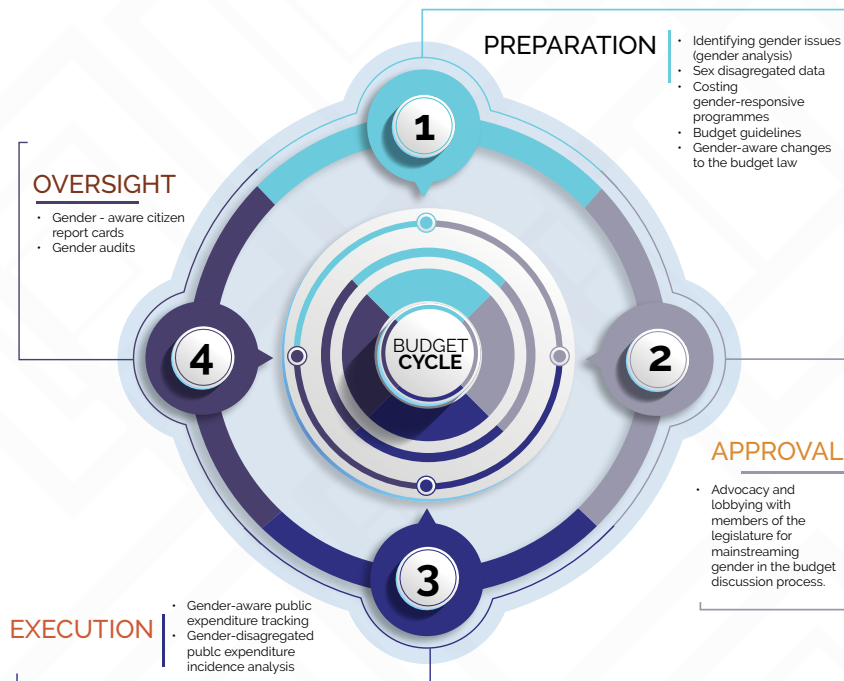 PREPARATION
• Identifying gender issues
(gender analysis)
• Sex disagregated data
• Costing
gender-responsive
programmes
• Budget guidelines
• Gender-aware changes
to the budget law
1
OVERSIGHT
• Gender - aware citizen
report cards
• Gender audits
4
BUDGET
CYCLE
2
APPROVAL
• Advocacy and
lobbying with
members of the
legislature for
mainstreaming
gender in the budget
discussion process.
3
EXECUTION
• Gender-aware public
expenditure tracking
• Gender-disagregated
publc expenditure
incidence analysis